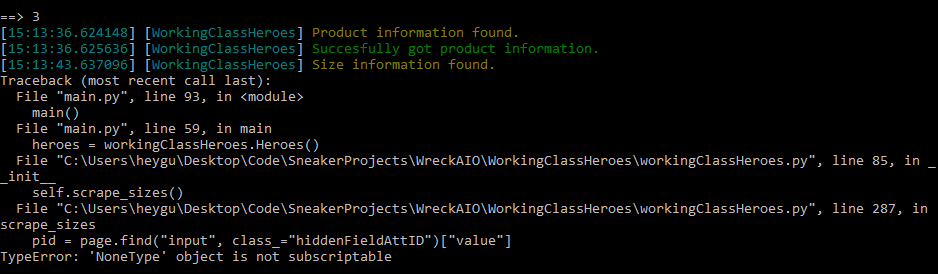 ==> 3
[15:13:36.624148] [WorkingClassHeroes] Product information found.
[15:13:36.625636] [WorkingClassHeroes] Succesfully got product information.
[15:13:43.637096] [WorkingClassHeroes] Size information found.
Traceback (most recent call last):
  File "main.py", line 93, in <module>
    main()
  File "main.py", line 59, in main
    heroes = workingClassHeroes.Heroes()
  File "C:\Users\heygu\Desktop\Code\SneakerProjects\WreckAIO\WorkingClassHeroes\workingClassHeroes.py", line 85, in _
_init__
    self.scrape_sizes()
  File "C:\Users\heygu\Desktop\Code\SneakerProjects\WreckAIO\WorkingClassHeroes\workingClassHeroes.py", line 287, in
scrape_sizes
    pid = page.find("input", class_="hiddenFieldAttID")["value"]
TypeError: 'NoneType' object is not subscriptable